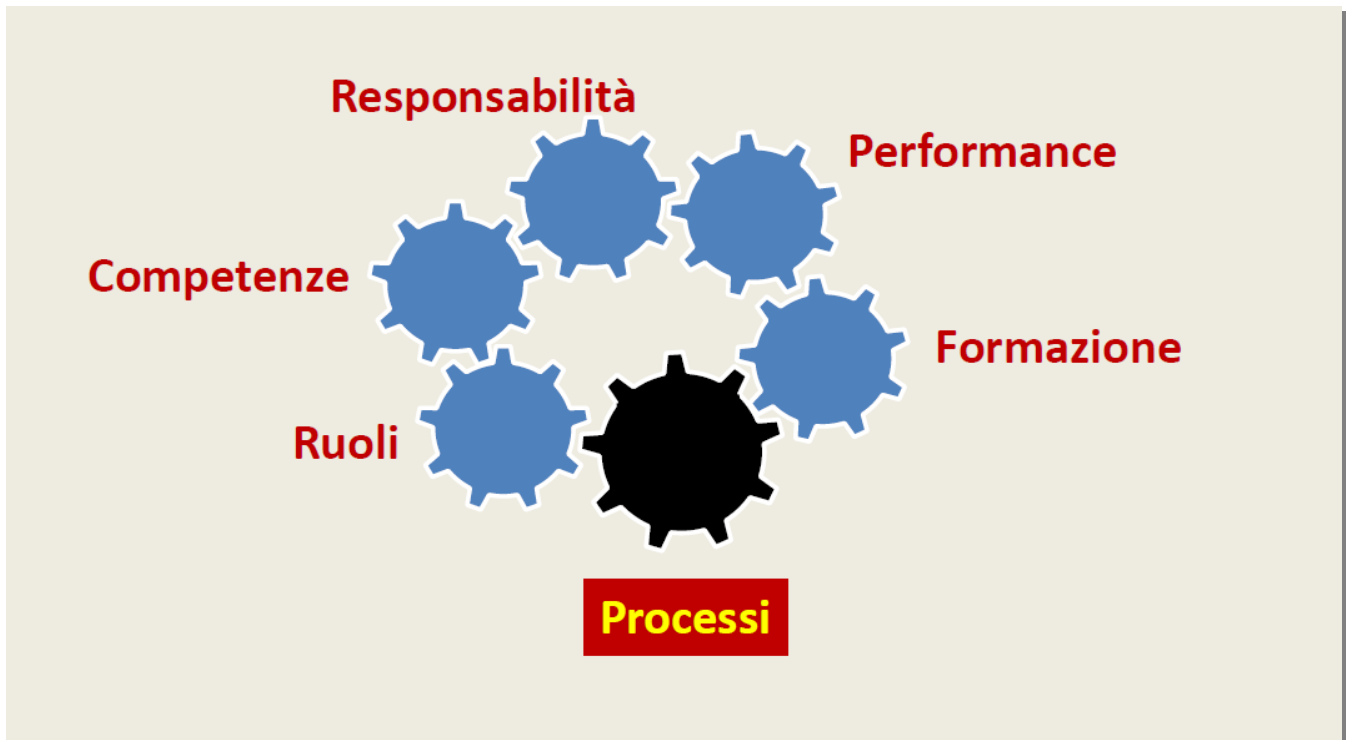 Responsabilità
Performance
Competenze
Formazione
Ruoli
Processi